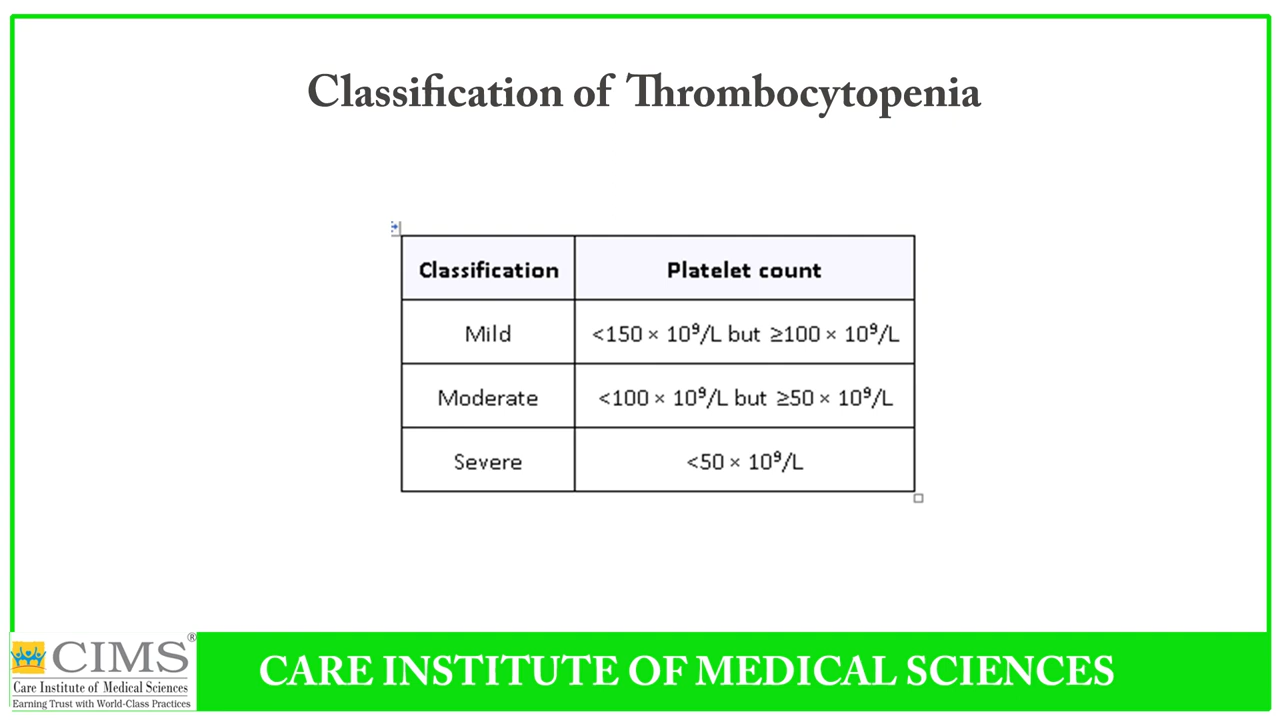 Classification of Thrombocytopenia
Classification Platelet count
Mild <150 × 10⁹/L but ≥100 × 10⁹/L
Moderate <100 × 10⁹/L but ≥50 × 10⁹/L
Severe <50 × 10⁹/L
CIMS®
Care Institute of Medical Sciences
Earning Trust with World-Class Practices
CARE INSTITUTE OF MEDICAL SCIENCES